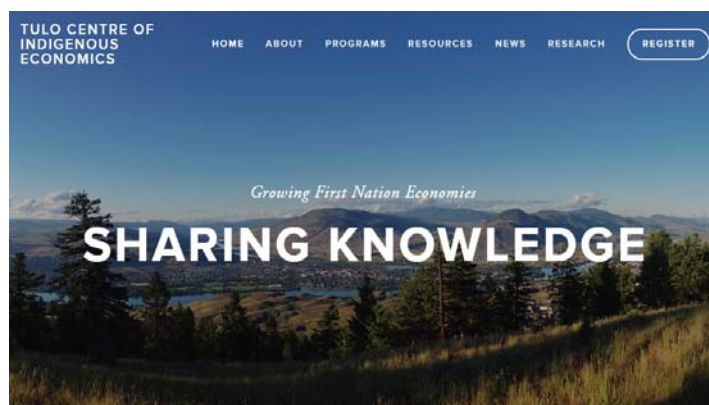 TULO CENTRE OF
INDIGENOUS
ECONOMICS
HOME ABOUT PROGRAMS RESOURCES NEWS RESEARCH REGISTER
Growing First Nation Economies
SHARING KNOWLEDGE